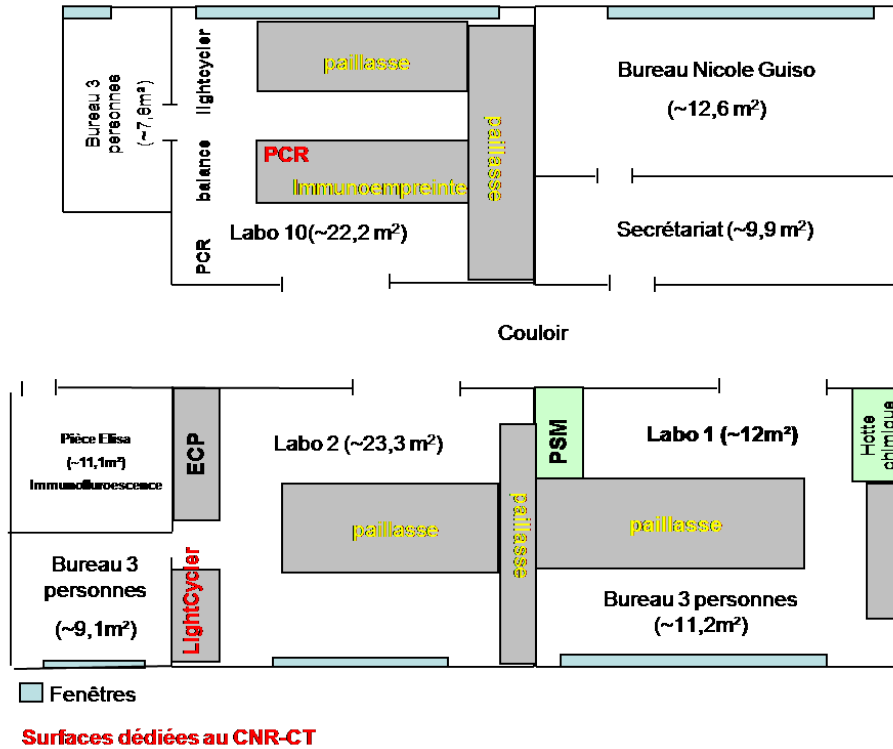 Bureau 3
personnes
(~7,8m²)
lightcycler
balance
PCR
paillasse
PCR
Immunoempreinte
paillasse
Labo 10(~22,2 m²)
Bureau Nicole Guiso
(~12,6 m²)
Secrétariat (~9,9 m²)
Couloir
Pièce Elisa
(~11,1m²)
Immunofluroescence
ECP
Labo 2 (~23,3 m²)
PSM
Labo 1 (~12m²)
Hotte
chimique
paillasse
paillasse
paillasse
Bureau 3
personnes
(~9,1m²)
LightCycler
Bureau 3 personnes
(~11,2m²)
Fenêtres
Surfaces dédiées au CNR-CT